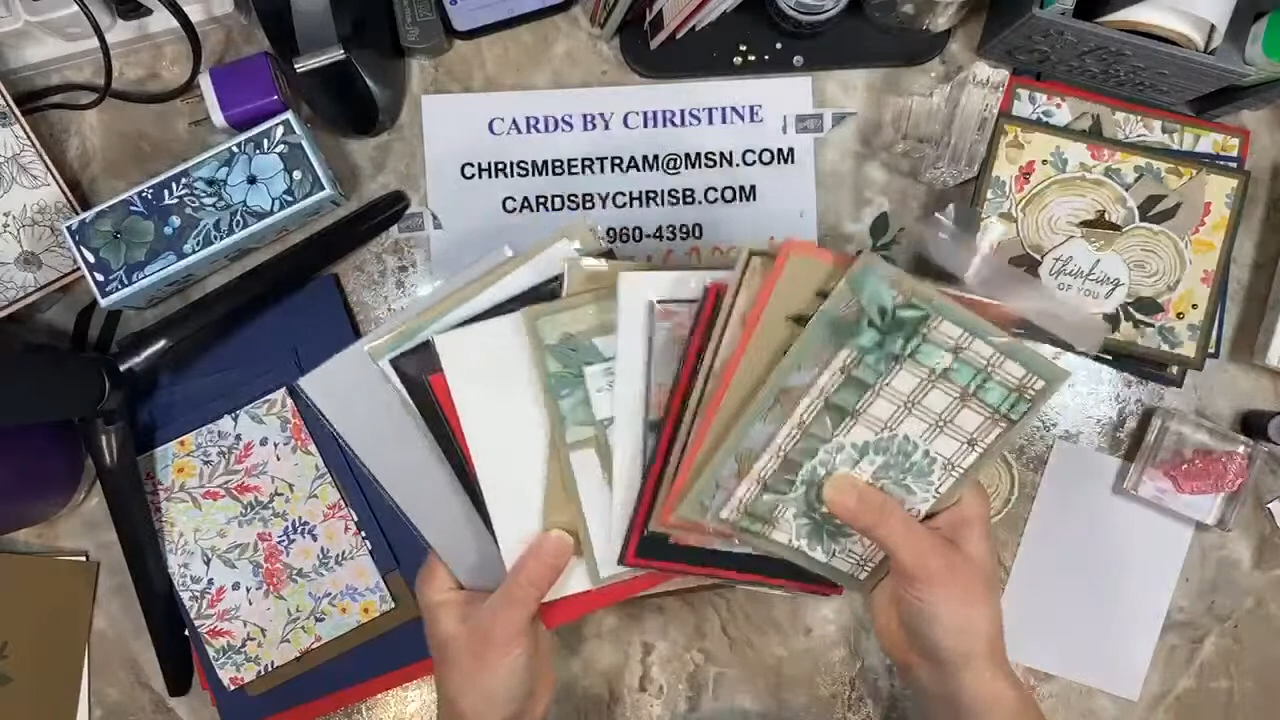 CARDS BY CHRISTINE
CHRISMBERTRAM@MSN.COM
CARDSBYCHRISB.COM
960-4390
thinking
OF YOU